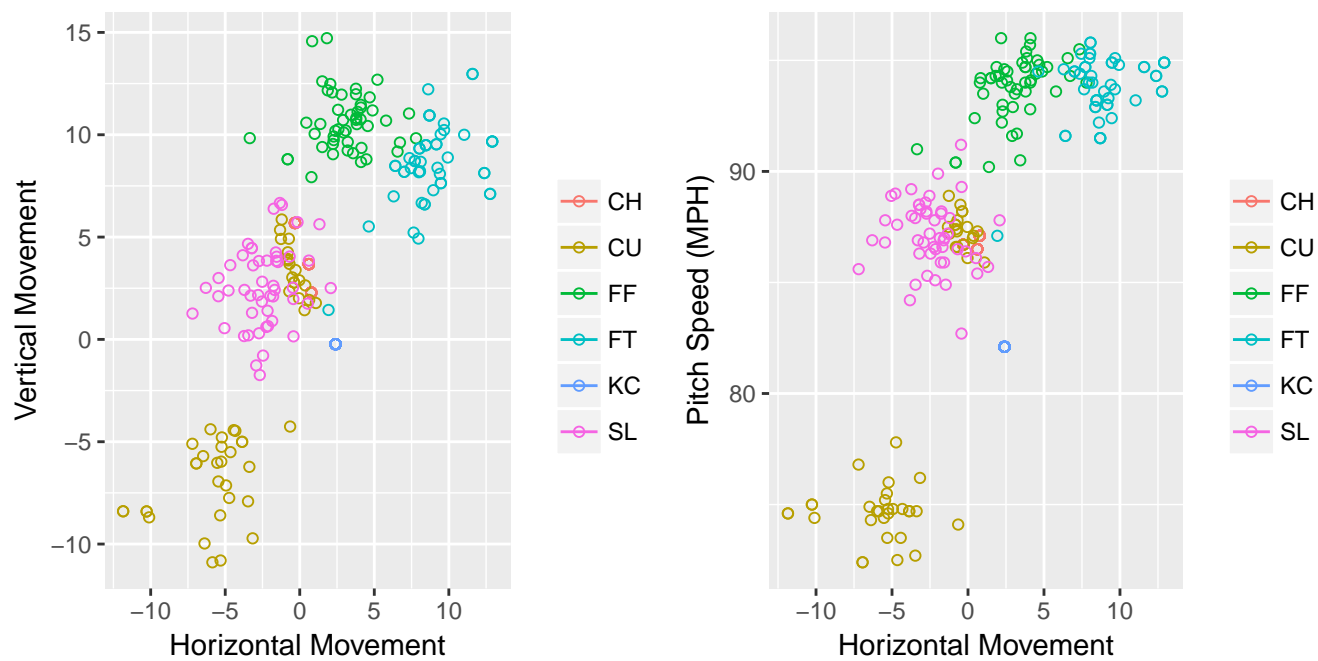 15
10
5
0
−5
−10
Vertical Movement
−10 −5 0 5 10
Horizontal Movement
CH
CU
FF
FT
KC
SL
90
80
Pitch Speed (MPH)
−10 −5 0 5 10
Horizontal Movement
CH
CU
FF
FT
KC
SL